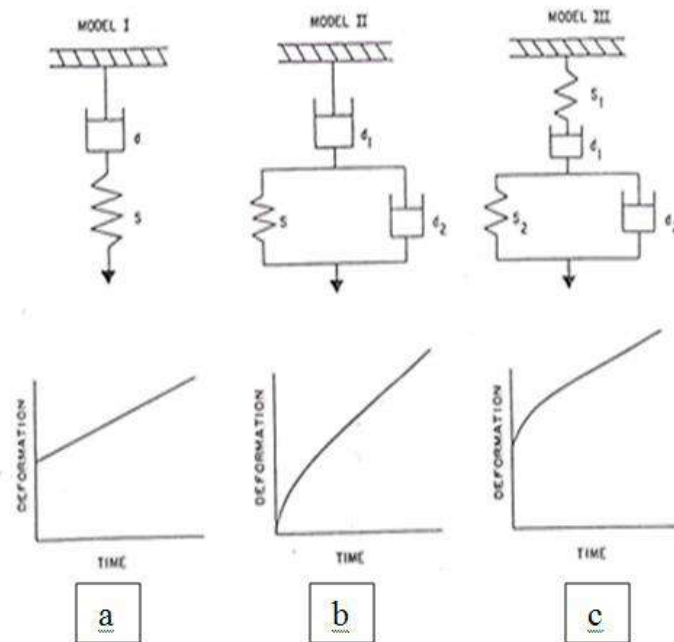 MODEL I
d
S
DEFORMATION
TIME
a
MODEL II
d1
S
d2
DEFORMATION
TIME
b
MODEL III
S1
d1
S2
DEFORMATION
TIME
c